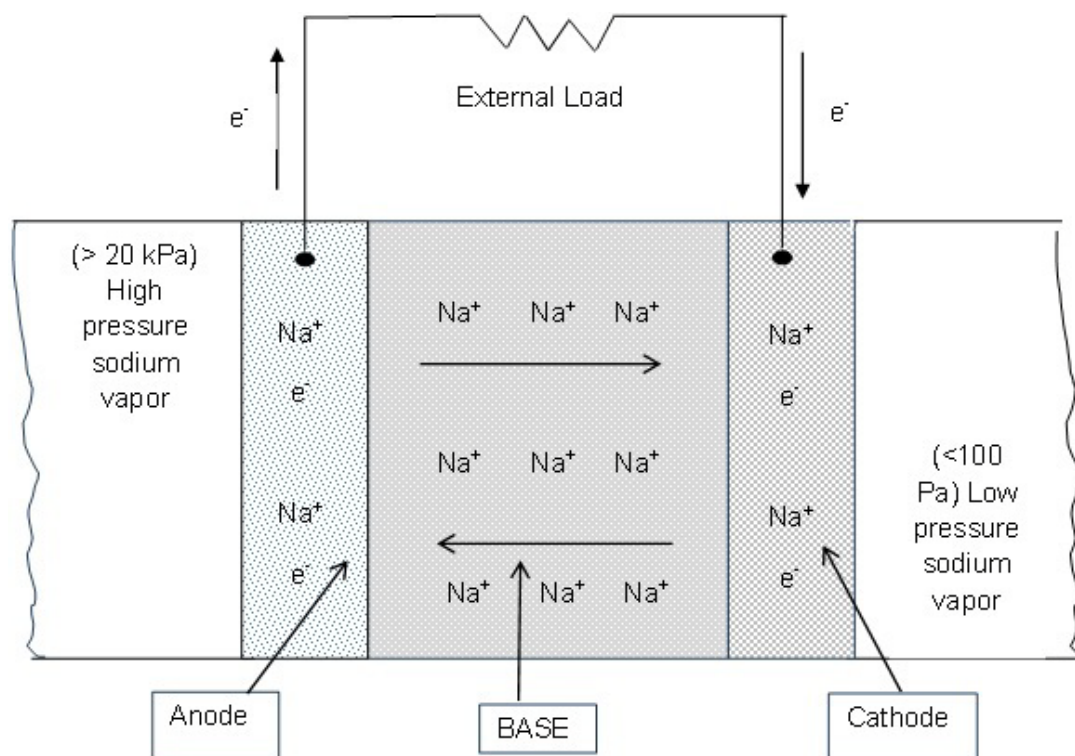 External Load
e⁻
e⁻
(> 20 kPa)
High
pressure
sodium
vapor
Na⁺
e⁻
Na⁺
e⁻
Na⁺ Na⁺ Na⁺
Na⁺ Na⁺ Na⁺
Na⁺ Na⁺ Na⁺
Na⁺
e⁻
Na⁺
e⁻
(<100
Pa) Low
pressure
sodium
vapor
Anode
BASE
Cathode